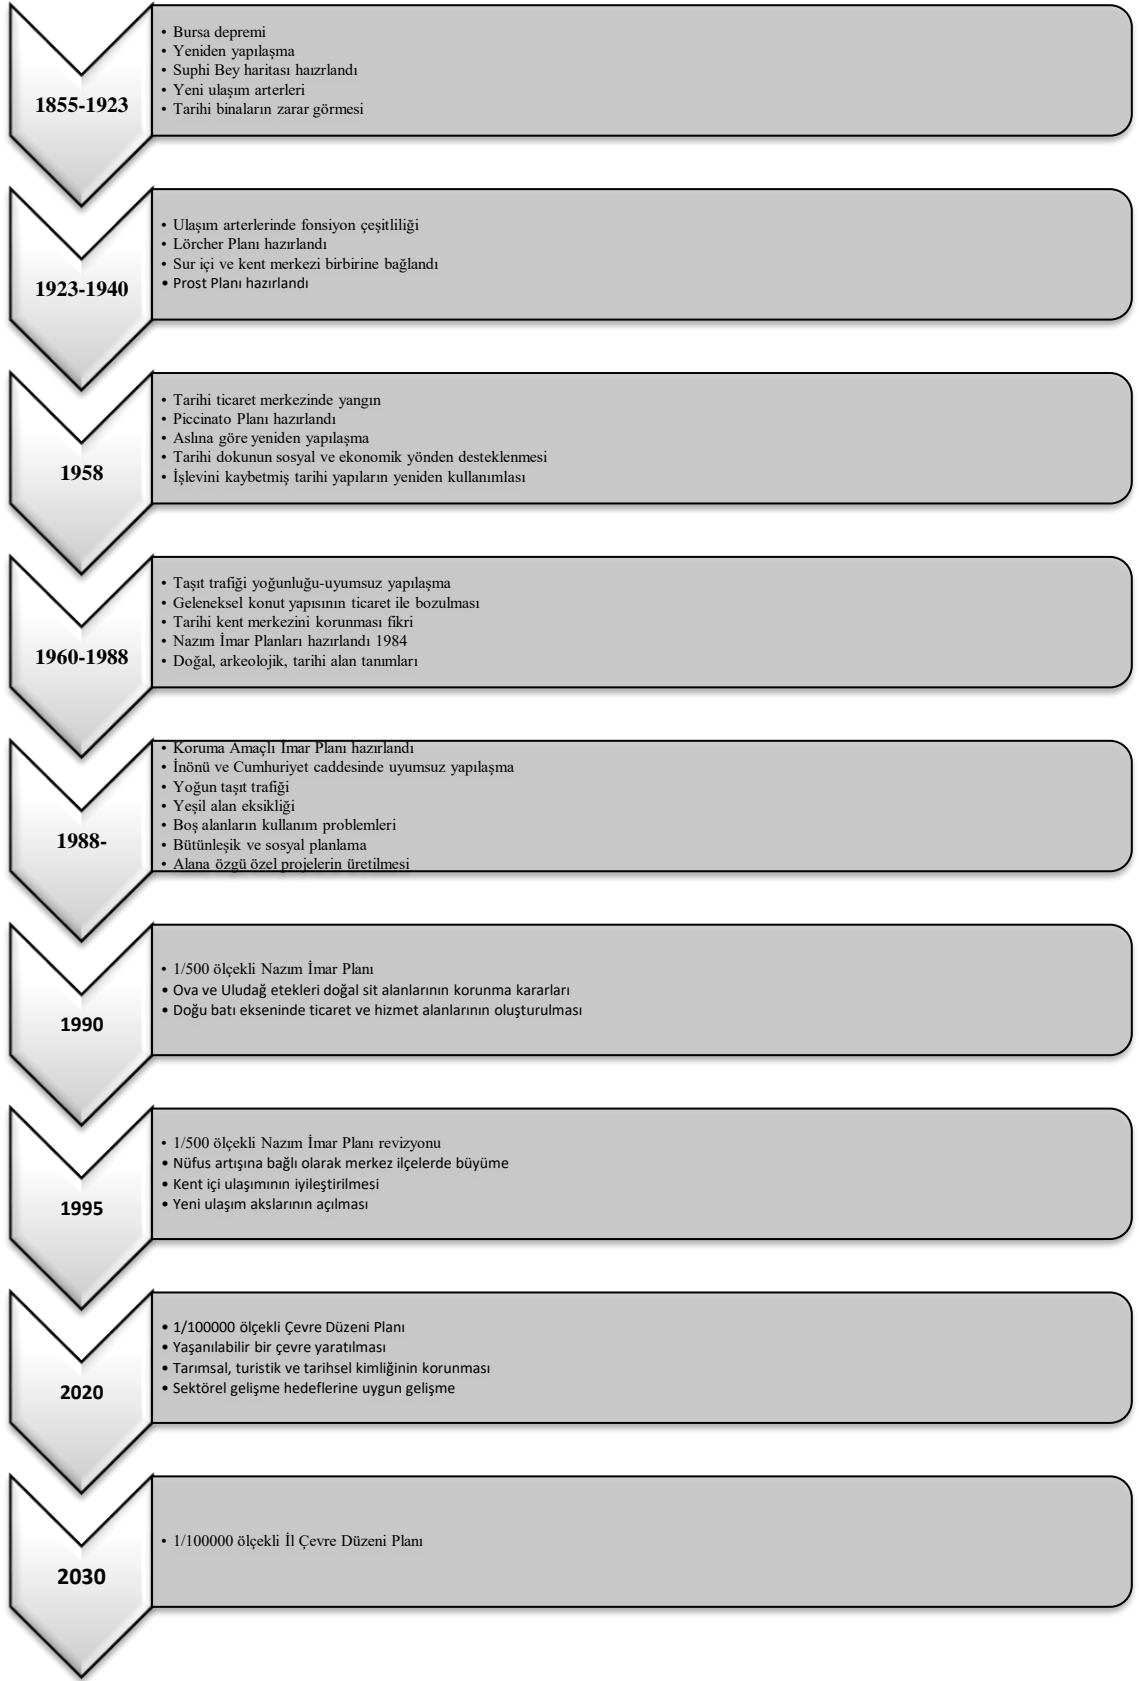 1855-1923
• Bursa depremi
• Yeniden yapılaşma
• Suphi Bey haritası haızrlandı
• Yeni ulaşım arterleri
• Tarihi binaların zarar görmesi
1923-1940
• Ulaşım arterlerinde fonsiyon çeşitliliği
• Lörcher Planı hazırlandı
• Sur içi ve kent merkezi birbirine bağlandı
• Prost Planı hazırlandı
1958
• Tarihi ticaret merkezinde yangın
• Piccinato Planı hazırlandı
• Aslına göre yeniden yapılaşma
• Tarihi dokunun sosyal ve ekonomik yönden desteklenmesi
• İşlevini kaybetmiş tarihi yapıların yeniden kullanımlası
1960-1988
• Taşıt trafiği yoğunluğu-uyumsuz yapılaşma
• Geleneksel konut yapısının ticaret ile bozulması
• Tarihi kent merkezini korunması fikri
• Nazım İmar Planları hazırlandı 1984
• Doğal, arkeolojik, tarihi alan tanımları
1988-
• Koruma Amaçlı İmar Planı hazırlandı
• İnönü ve Cumhuriyet caddesinde uyumsuz yapılaşma
• Yoğun taşıt trafiği
• Yeşil alan eksikliği
• Boş alanların kullanım problemleri
• Bütünleşik ve sosyal planlama
• Alana özgü özel projelerin üretilmesi
1990
• 1/500 ölçekli Nazım İmar Planı
• Ova ve Uludağ etekleri doğal sit alanlarının korunma kararları
• Doğu batı ekseninde ticaret ve hizmet alanlarının oluşturulması
1995
• 1/500 ölçekli Nazım İmar Planı revizyonu
• Nüfus artışına bağlı olarak merkez ilçelerde büyüme
• Kent içi ulaşımının iyileştirilmesi
• Yeni ulaşım akslarının açılması
2020
• 1/100000 ölçekli Çevre Düzeni Planı
• Yaşanılabilir bir çevre yaratılması
• Tarımsal, turistik ve tarihsel kimliğinin korunması
• Sektörel gelişme hedeflerine uygun gelişme
2030
• 1/100000 ölçekli İl Çevre Düzeni Planı